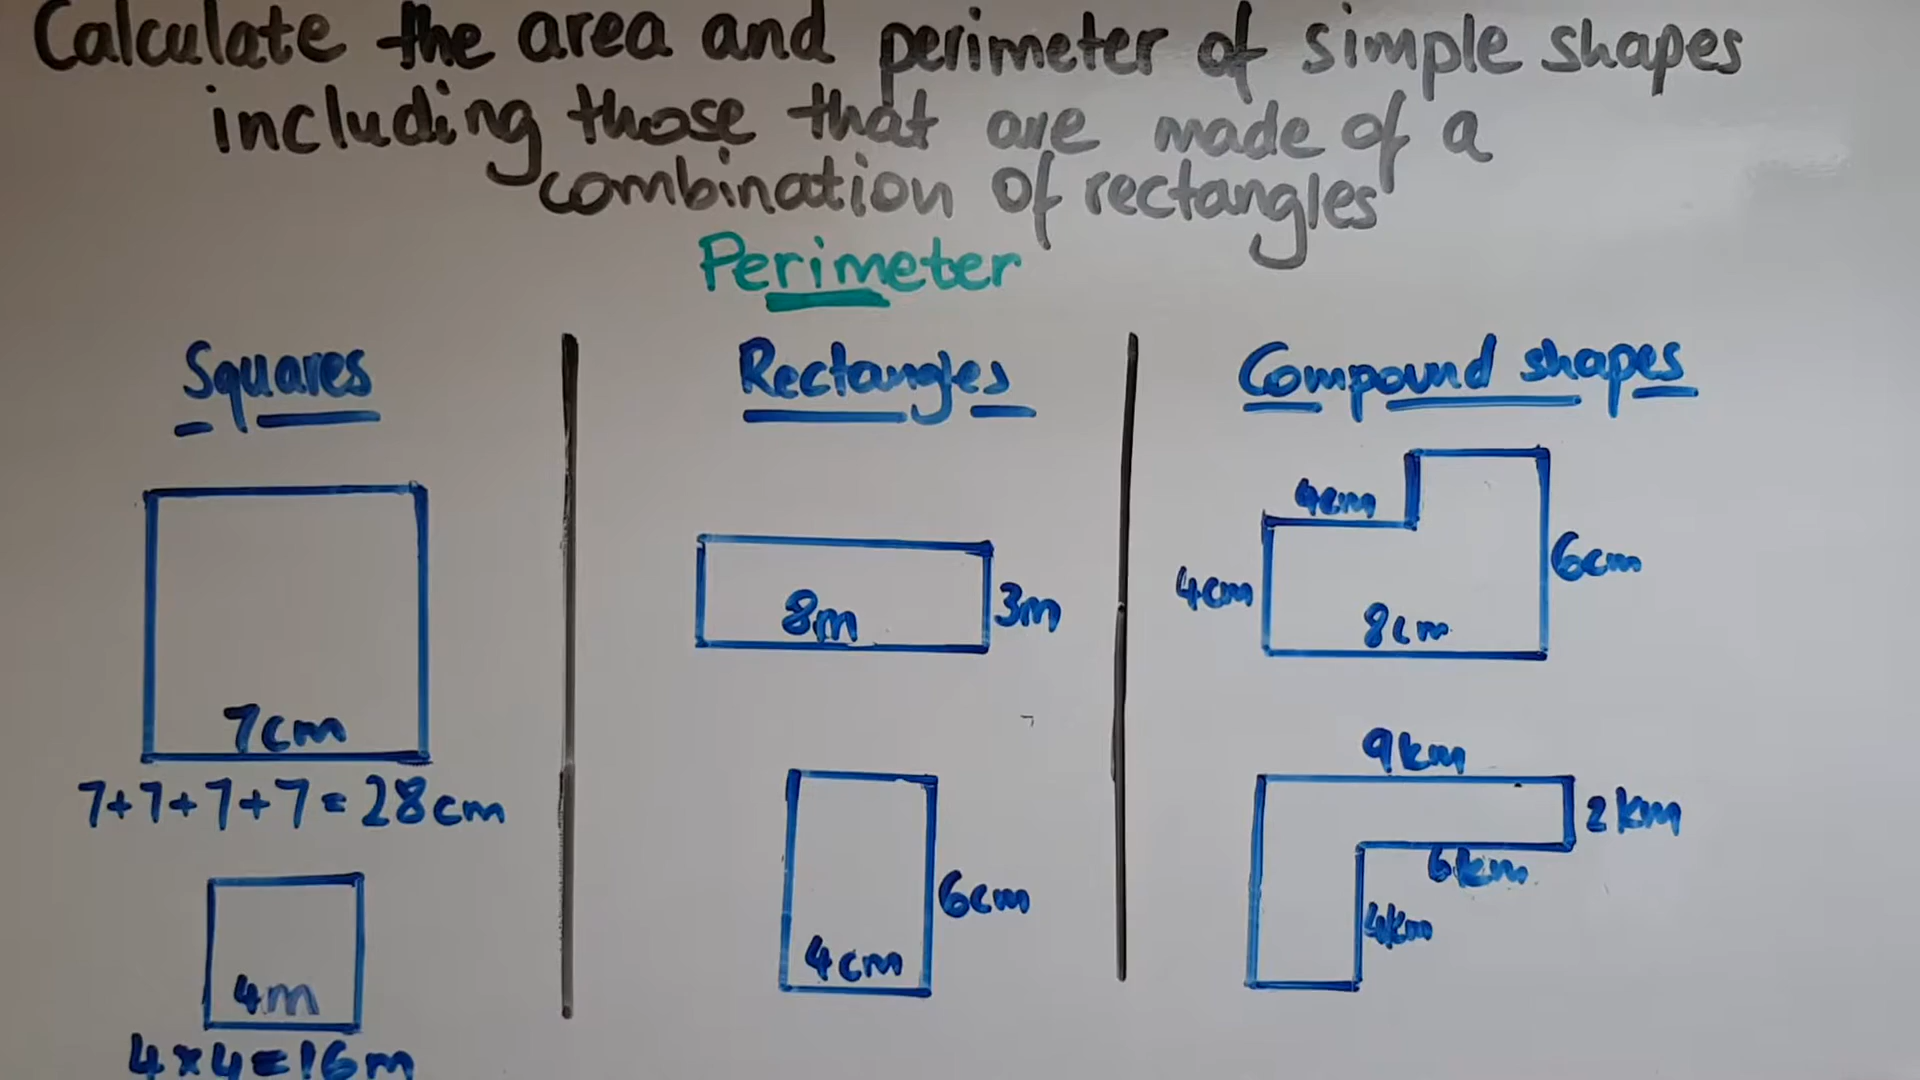 Calculate the area and perimeter of simple shapes
including those that are made of a
combination of rectangles
Perimeter
Squares
7cm
7+7+7+7=28cm
4m
4×4=16m
Rectangles
8m
3m
6cm
4cm
Compound shapes
4cm
4cm
6cm
8cm
9km
2km
6km
4km